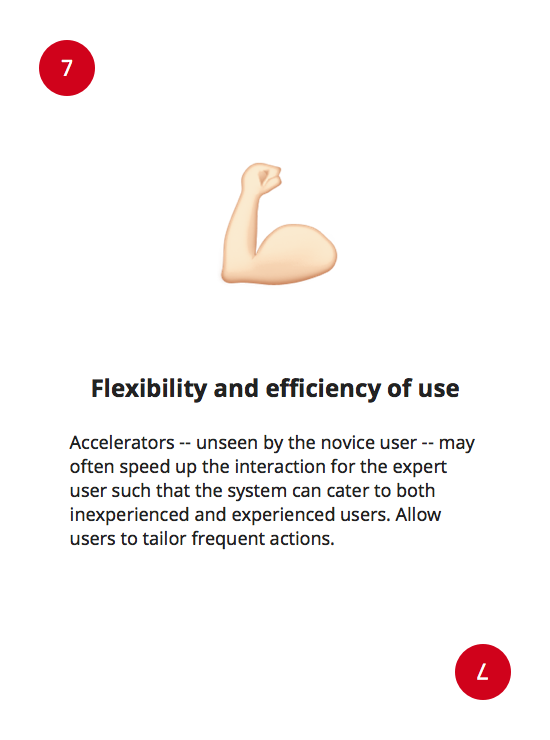 7
Flexibility and efficiency of use
Accelerators -- unseen by the novice user -- may
often speed up the interaction for the expert
user such that the system can cater to both
inexperienced and experienced users. Allow
users to tailor frequent actions.
7